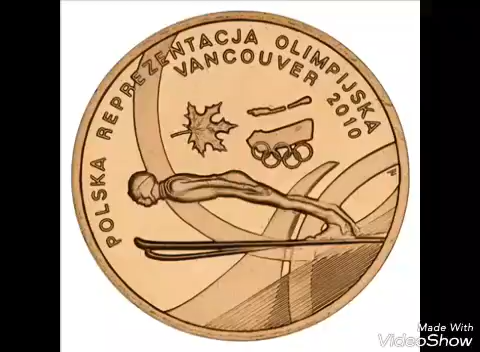 POLSKA REPREZENTACJA OLIMPIJSKA
VANCOUVER 2010
Made With
VideoShow